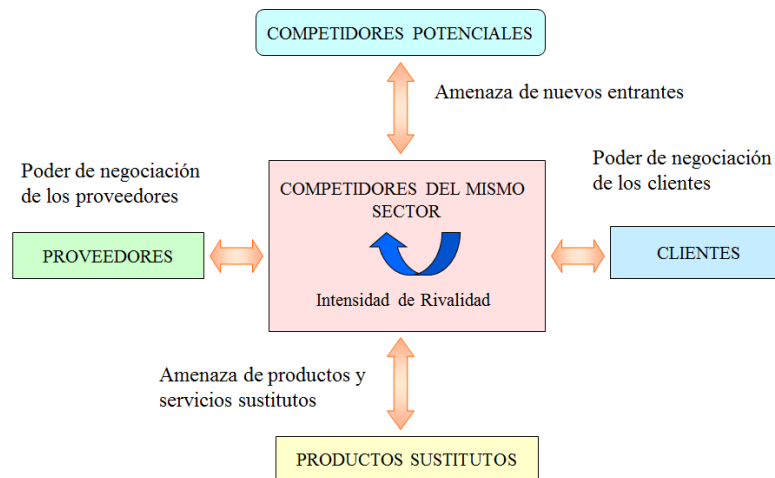 COMPETIDORES POTENCIALES
Amenaza de nuevos entrantes
Poder de negociación
de los proveedores
Poder de negociación
de los clientes
COMPETIDORES DEL MISMO
SECTOR
PROVEEDORES
CLIENTES
Intensidad de Rivalidad
Amenaza de productos y
servicios sustitutos
PRODUCTOS SUSTITUTOS